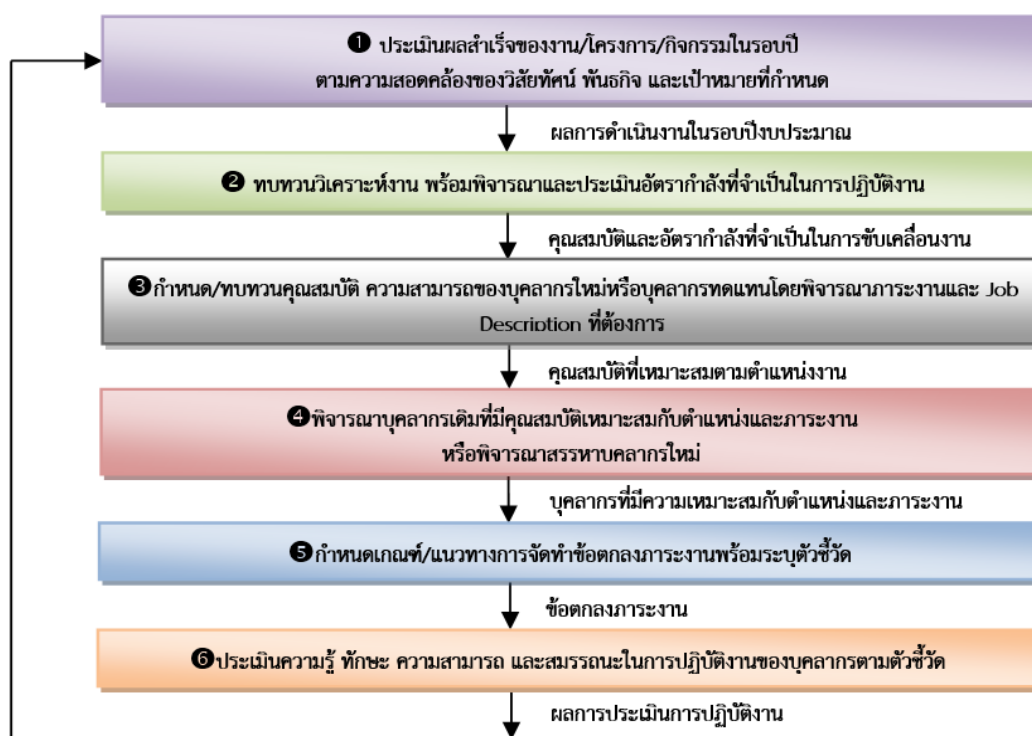 ❶ ประเมินผลสำเร็จของงาน/โครงการ/กิจกรรมในรอบปี
ตามความสอดคล้องของวิสัยทัศน์ พันธกิจ และเป้าหมายที่กำหนด
ผลการดำเนินงานในรอบปีงบประมาณ
❷ ทบทวนวิเคราะห์งาน พร้อมพิจารณาและประเมินอัตรากำลังที่จำเป็นในการปฏิบัติงาน
คุณสมบัติและอัตรากำลังที่จำเป็นในการขับเคลื่อนงาน
❸กำหนด/ทบทวนคุณสมบัติ ความสามารถของบุคลากรใหม่หรือบุคลากรทดแทนโดยพิจารณาภาระงานและ Job
Description ที่ต้องการ
คุณสมบัติที่เหมาะสมตามตำแหน่งงาน
❹พิจารณาบุคลากรเดิมที่มีคุณสมบัติเหมาะสมกับตำแหน่งและภาระงาน
หรือพิจารณาสรรหาบุคลากรใหม่
บุคลากรที่มีความเหมาะสมกับตำแหน่งและภาระงาน
❺กำหนดเกณฑ์/แนวทางการจัดทำข้อตกลงภาระงานพร้อมระบุตัวชี้วัด
ข้อตกลงภาระงาน
❻ประเมินความรู้ ทักษะ ความสามารถ และสมรรถนะในการปฏิบัติงานของบุคลากรตามตัวชี้วัด
ผลการประเมินการปฏิบัติงาน